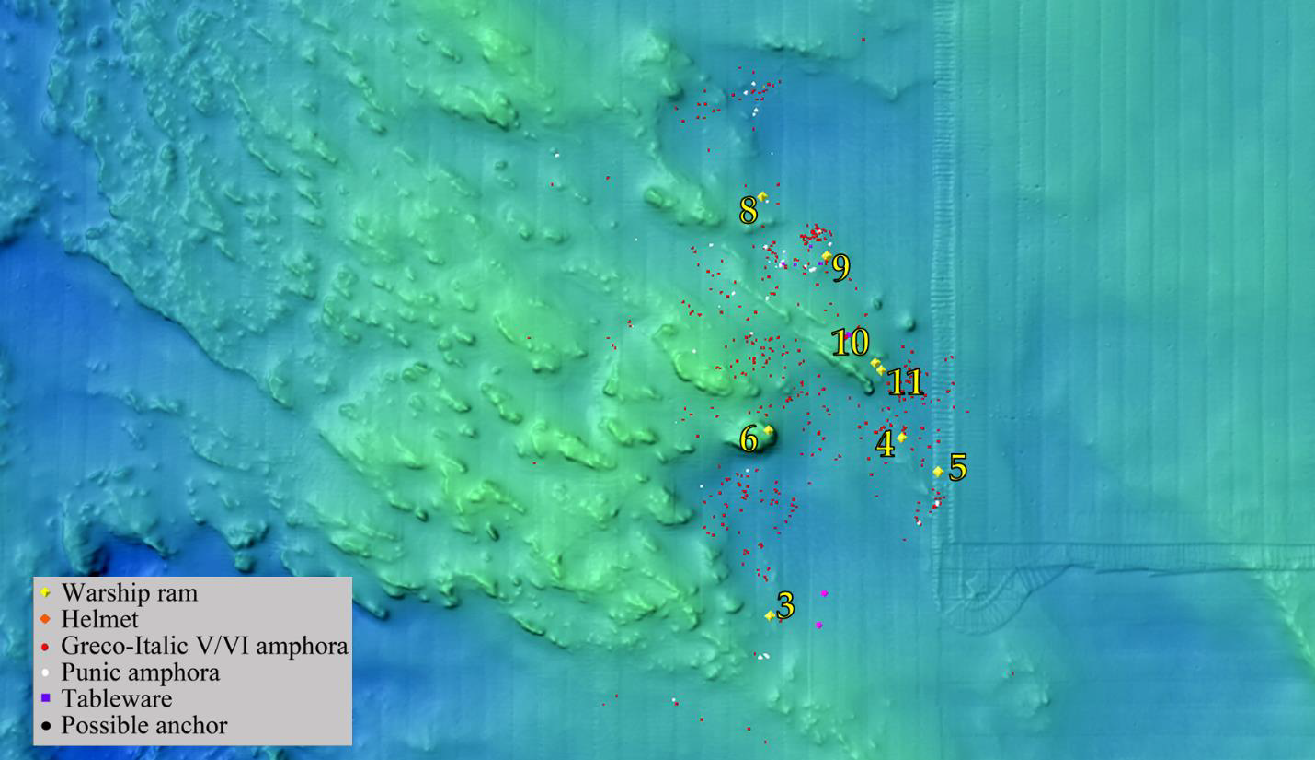 8
9
10
11
6
4
5
3
Warship ram
Helmet
Greco-Italic V/VI amphora
Punic amphora
Tableware
Possible anchor